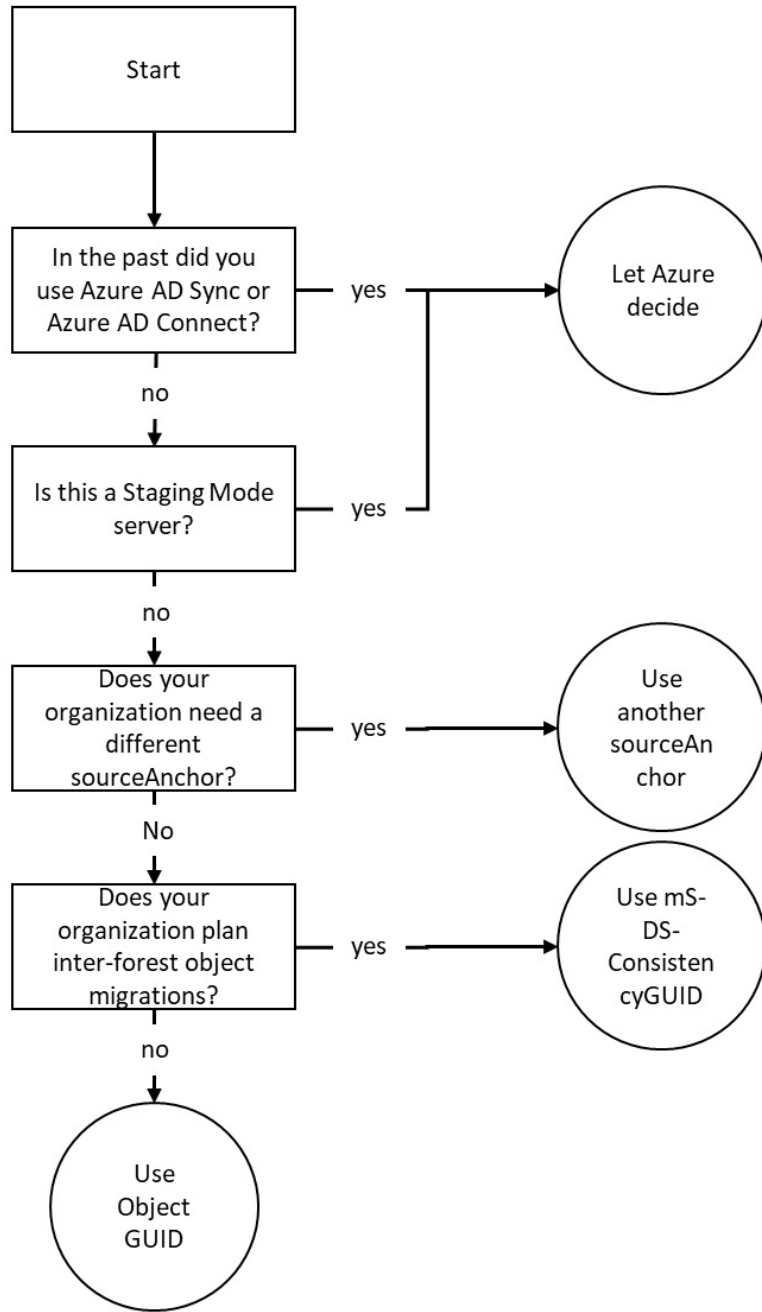 Start
In the past did you
use Azure AD Sync or
Azure AD Connect?
yes
Let Azure
decide
no
Is this a Staging Mode
server?
yes
no
Does your
organization need a
different
sourceAnchor?
yes
Use
another
sourceAn
chor
No
Does your
organization plan
inter-forest object
migrations?
yes
Use mS-
DS-
Consisten
cyGUID
no
Use
Object
GUID